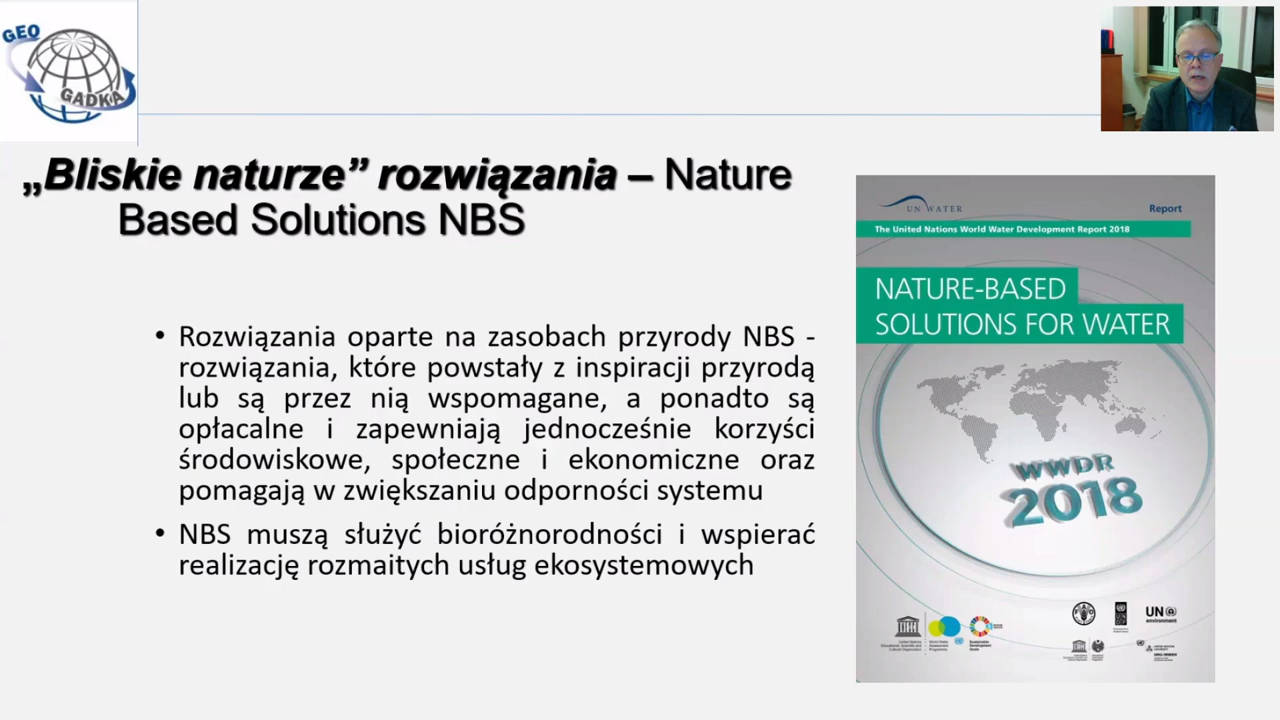 GEO
GADKA
„Bliskie naturze” rozwiązania – Nature
Based Solutions NBS
• Rozwiązania oparte na zasobach przyrody NBS -
rozwiązania, które powstały z inspiracji przyrodą
lub są przez nią wspomagane, a ponadto są
opłacalne i zapewniają jednocześnie korzyści
środowiskowe, społeczne i ekonomiczne oraz
pomagają w zwiększaniu odporności systemu
• NBS muszą służyć bioróżnorodności i wspierać
realizację rozmaitych usług ekosystemowych
UN WATER
Report
The United Nations World Water Development Report 2018
NATURE-BASED
SOLUTIONS FOR WATER
WWDR
2018
UN
environment